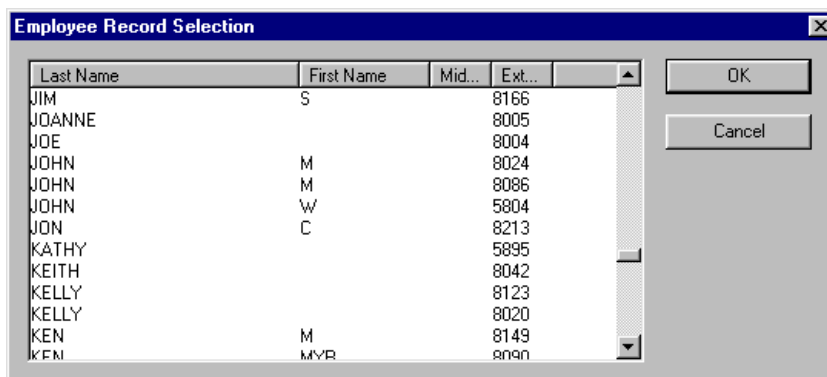 Employee Record Selection
Last Name First Name Mid... Ext...
JIM S 8166
JOANNE 8005
JOE 8004
JOHN M 8024
JOHN M 8086
JOHN W 5804
JON C 8213
KATHY 5895
KEITH 8042
KELLY 8123
KELLY 8020
KEN M 8149
KEN MYR 8090
OK
Cancel